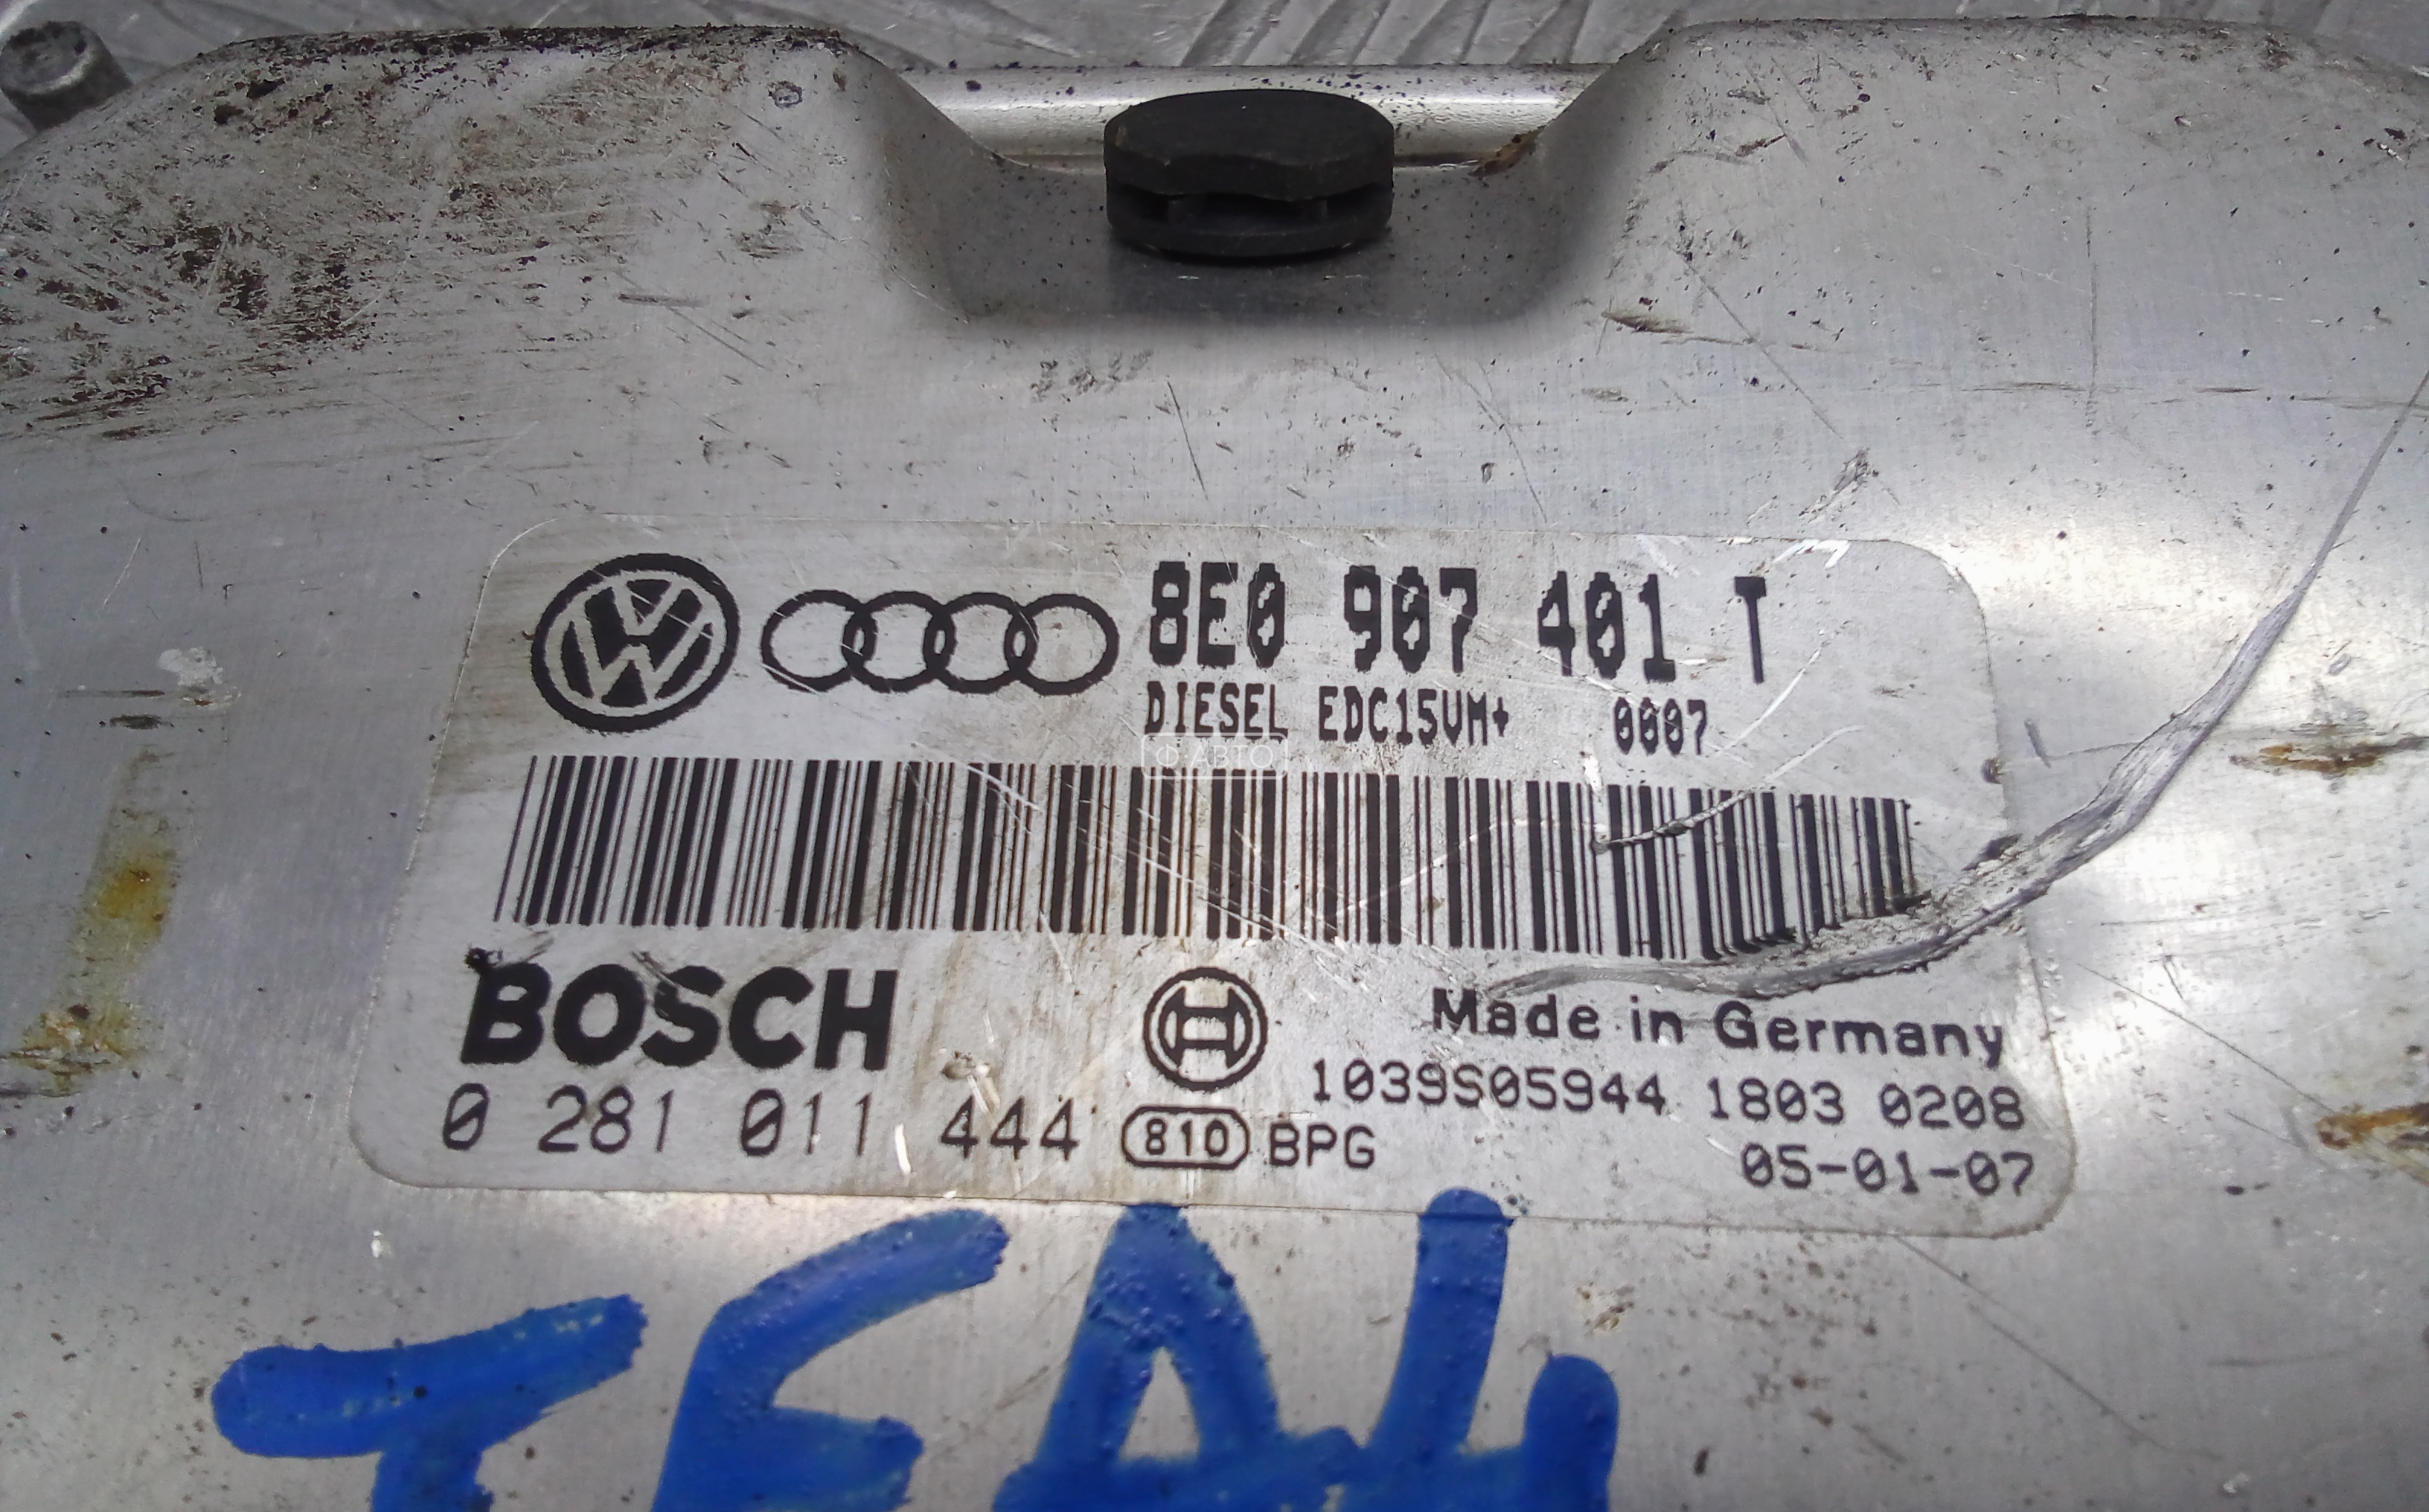 8E0 907 401 T
DIESEL EDC15VM+ 0007
Ф АВТО
BOSCH
Made in Germany
0 281 011 444 810 BPG
1039S05944 1803 0208
05-01-07